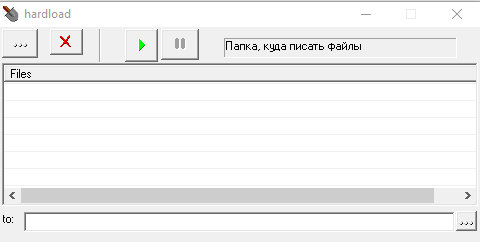 hardload
...
Папка, куда писать файлы
Files
to:
...